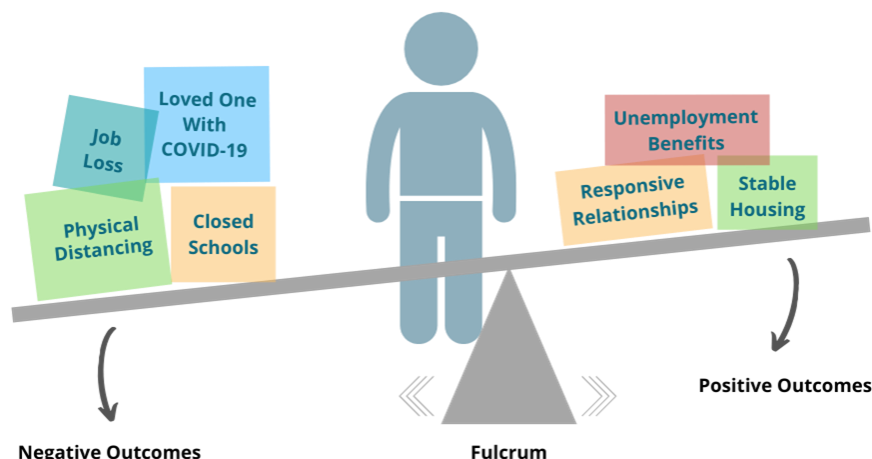 Loved One
With
COVID-19
Job
Loss
Physical
Distancing
Closed
Schools
Unemployment
Benefits
Responsive
Relationships
Stable
Housing
Positive Outcomes
Negative Outcomes
Fulcrum